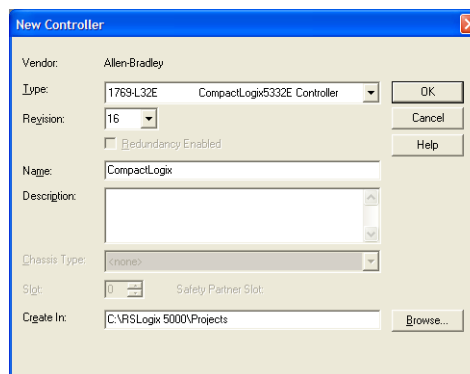 New Controller
Vendor: Allen-Bradley
Type: 1769-L32E CompactLogix5332E Controller OK
Revision: 16 Cancel
Redundancy Enabled Help
Name: CompactLogix
Description:
Chassis Type: <none>
Slot: 0 Safety Partner Slot:
Create In: C:\RSLogix 5000\Projects Browse...